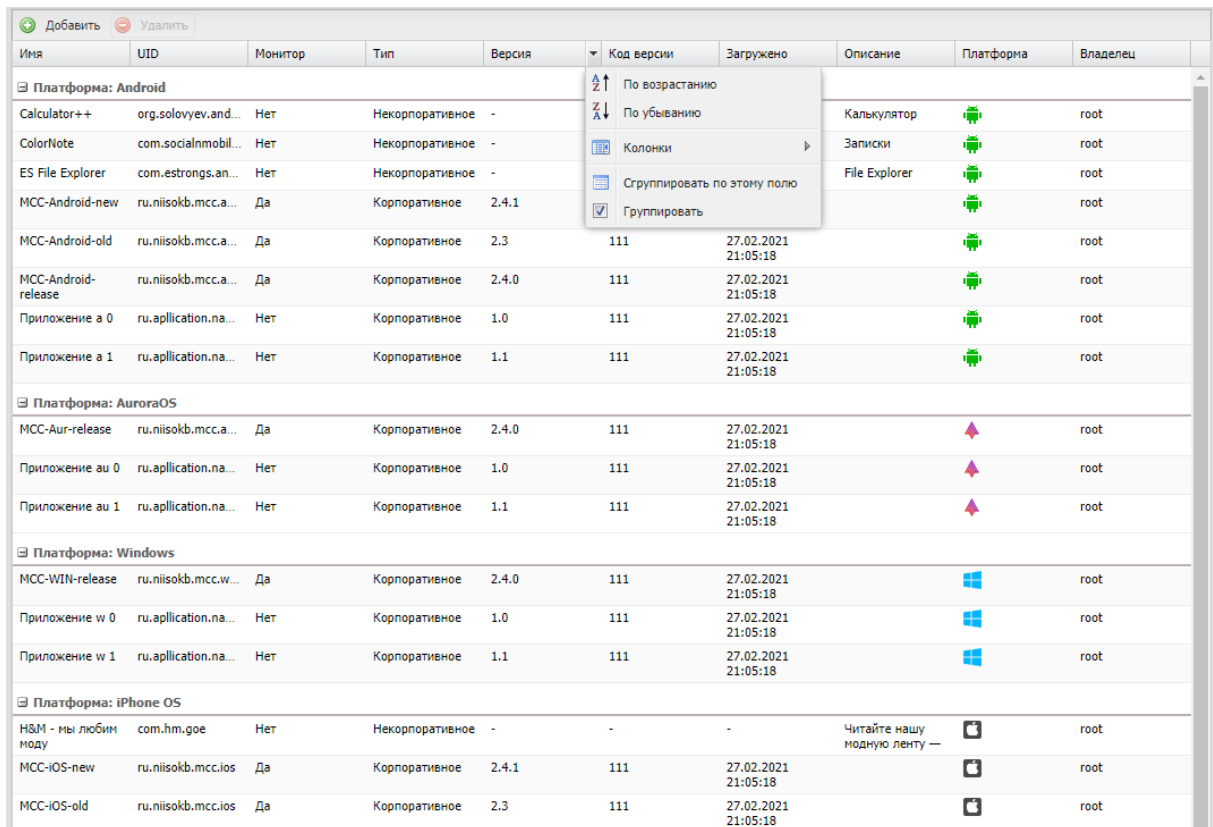 Добавить Удалить
Имя UID Монитор Тип Версия Код версии Загружено Описание Платформа Владелец
Платформа: Android
По возрастанию
Calculator++ org.solovyev.and... Нет Некорпоративное - Калькулятор root
По убыванию
ColorNote com.socialnmobil... Нет Некорпоративное - Записки root
Колонки
ES File Explorer com.estrongs.an... Нет Некорпоративное - File Explorer root
Сгруппировать по этому полю
MCC-Android-new ru.niisokb.mcc.a... Да Корпоративное 2.4.1 root
Группировать
MCC-Android-old ru.niisokb.mcc.a... Да Корпоративное 2.3 111 27.02.2021 root
21:05:18
MCC-Android- ru.niisokb.mcc.a... Да Корпоративное 2.4.0 111 27.02.2021 root
release 21:05:18
Приложение a 0 ru.apllication.na... Нет Корпоративное 1.0 111 27.02.2021 root
21:05:18
Приложение a 1 ru.apllication.na... Нет Корпоративное 1.1 111 27.02.2021 root
21:05:18
Платформа: AuroraOS
MCC-Aur-release ru.niisokb.mcc.a... Да Корпоративное 2.4.0 111 27.02.2021 root
21:05:18
Приложение au 0 ru.apllication.na... Нет Корпоративное 1.0 111 27.02.2021 root
21:05:18
Приложение au 1 ru.apllication.na... Нет Корпоративное 1.1 111 27.02.2021 root
21:05:18
Платформа: Windows
MCC-WIN-release ru.niisokb.mcc.w... Да Корпоративное 2.4.0 111 27.02.2021 root
21:05:18
Приложение w 0 ru.apllication.na... Нет Корпоративное 1.0 111 27.02.2021 root
21:05:18
Приложение w 1 ru.apllication.na... Нет Корпоративное 1.1 111 27.02.2021 root
21:05:18
Платформа: iPhone OS
H&M - мы любим com.hm.goe Нет Некорпоративное - - - Читайте нашу root
моду модную ленту —
MCC-iOS-new ru.niisokb.mcc.ios Да Корпоративное 2.4.1 111 27.02.2021 root
21:05:18
MCC-iOS-old ru.niisokb.mcc.ios Да Корпоративное 2.3 111 27.02.2021 root
21:05:18